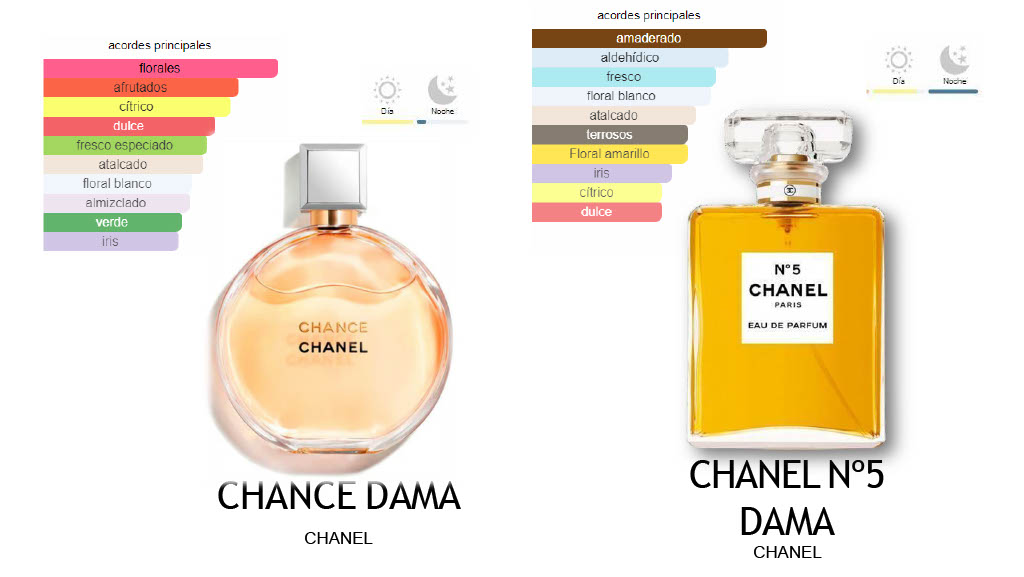 acordes principales
florales
afrutados
cítrico
dulce
fresco especiado
atalcado
floral blanco
almizclado
verde
iris
Día
Noche
CHANCE
CHANEL
CHANCE DAMA
CHANEL
acordes principales
amaderado
aldehídico
fresco
floral blanco
atalcado
terrosos
Floral amarillo
iris
cítrico
dulce
Día
Noche
N°5
CHANEL
PARIS
EAU DE PARFUM
CHANEL Nº5
DAMA
CHANEL